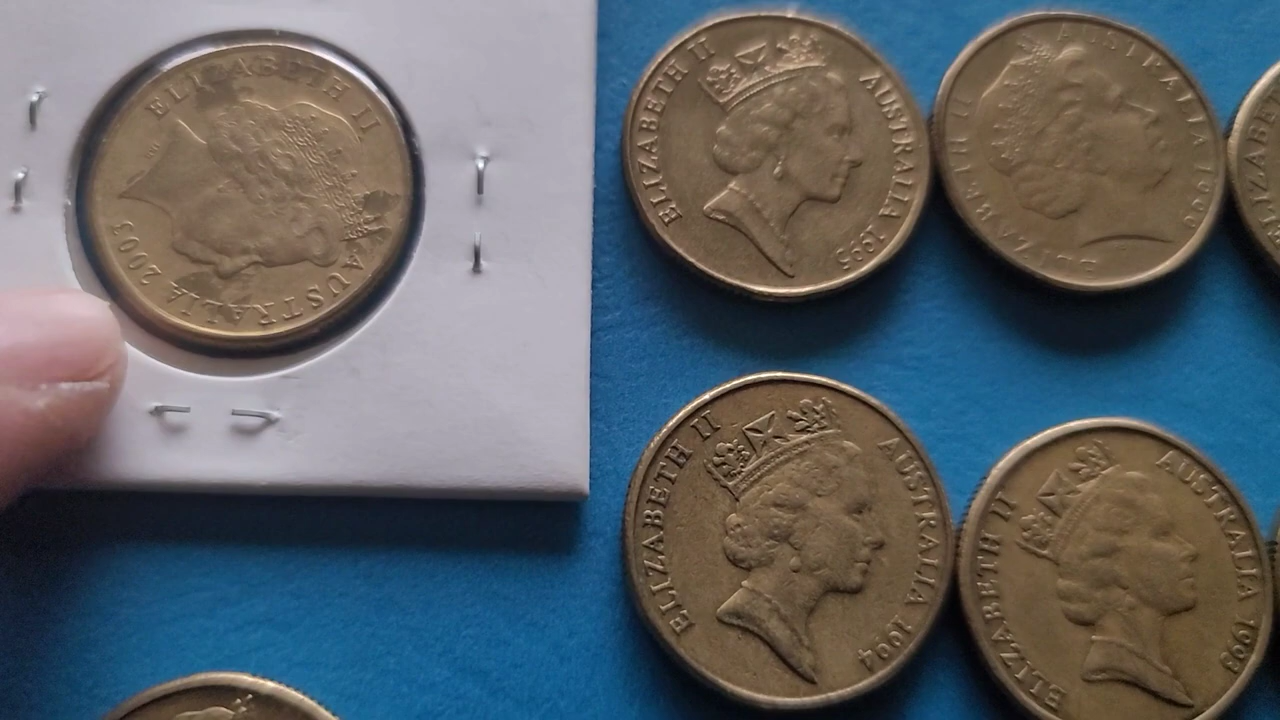 ELIZABETH II
AUSTRALIA 2003
ELIZABETH II
AUSTRALIA 1995
ELIZABETH II
AUSTRALIA
ELIZABETH II
AUSTRALIA 1994
ELIZABETH II
AUSTRALIA 1993